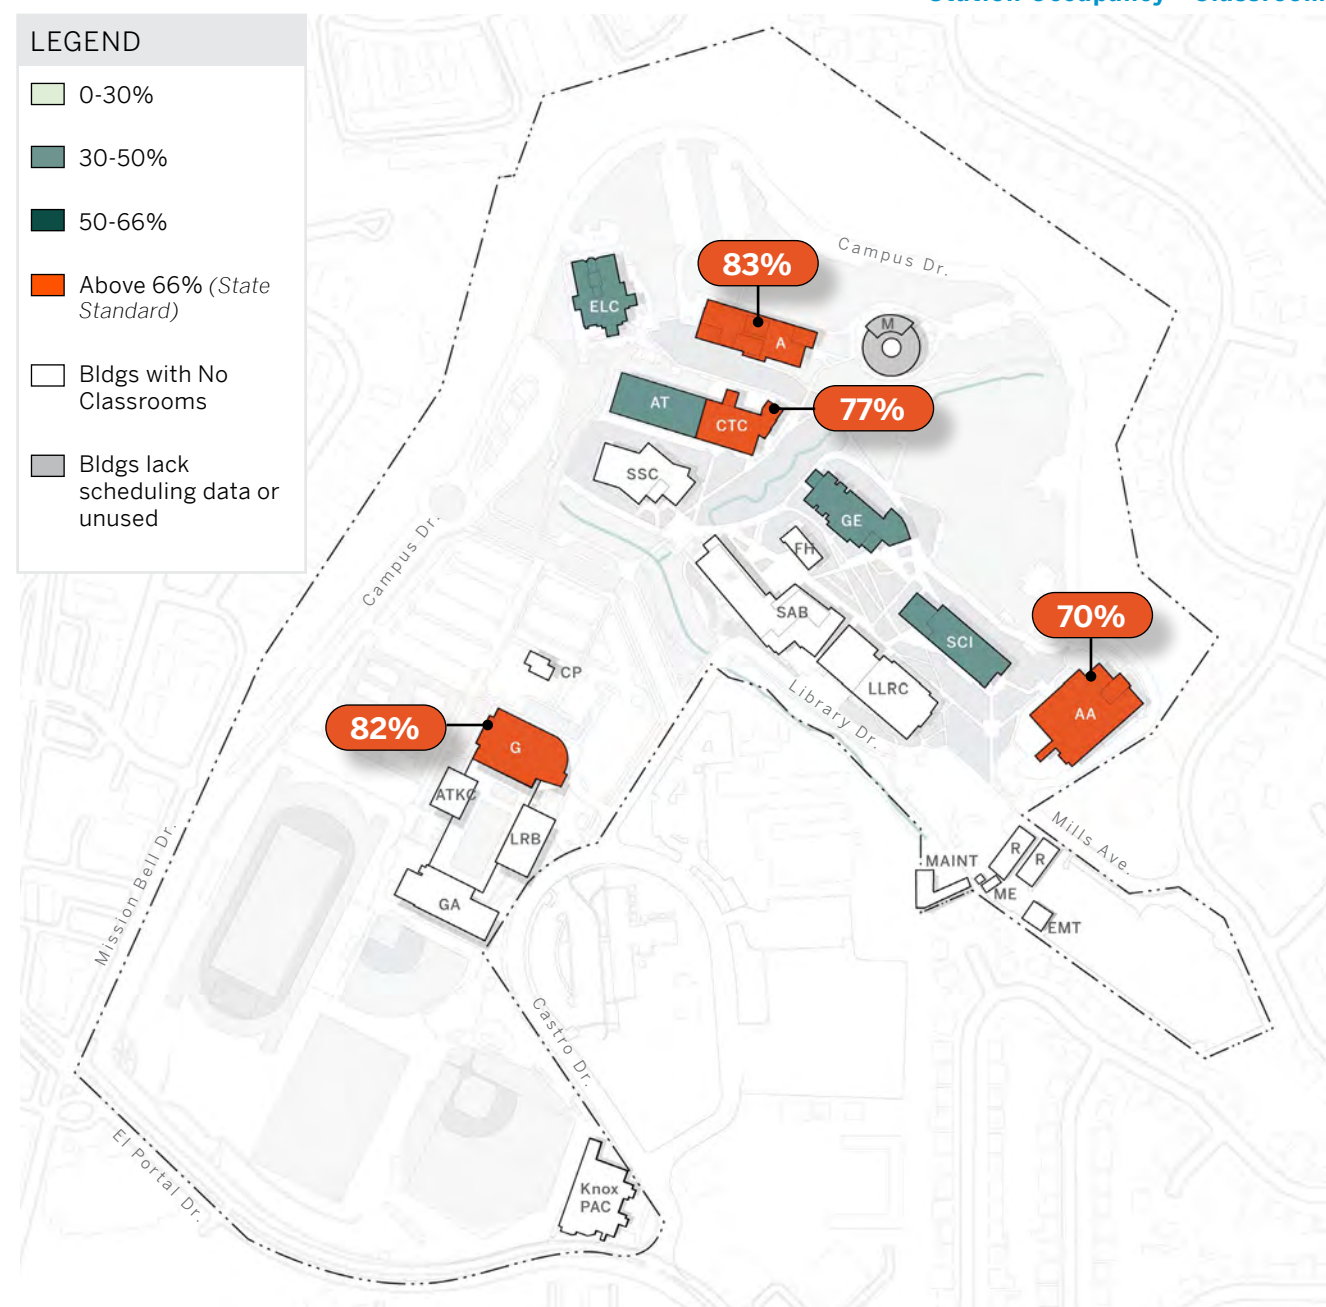 Station Occupancy - Classroom
LEGEND
0-30%
30-50%
50-66%
Above 66% (State
Standard)
Bldgs with No
Classrooms
Bldgs lack
scheduling data or
unused
Campus Dr.
83%
ELC
A
M
AT
CTC
77%
SSC
GE
FH
Campus Dr.
SAB
SCI
70%
CP
LLRC
Library Dr.
AA
82%
G
ATKC
LRB
GA
Mission Bell Dr.
Mills Ave.
MAINT
R
R
ME
EMT
Castro Dr.
El Portal Dr.
Knox
PAC